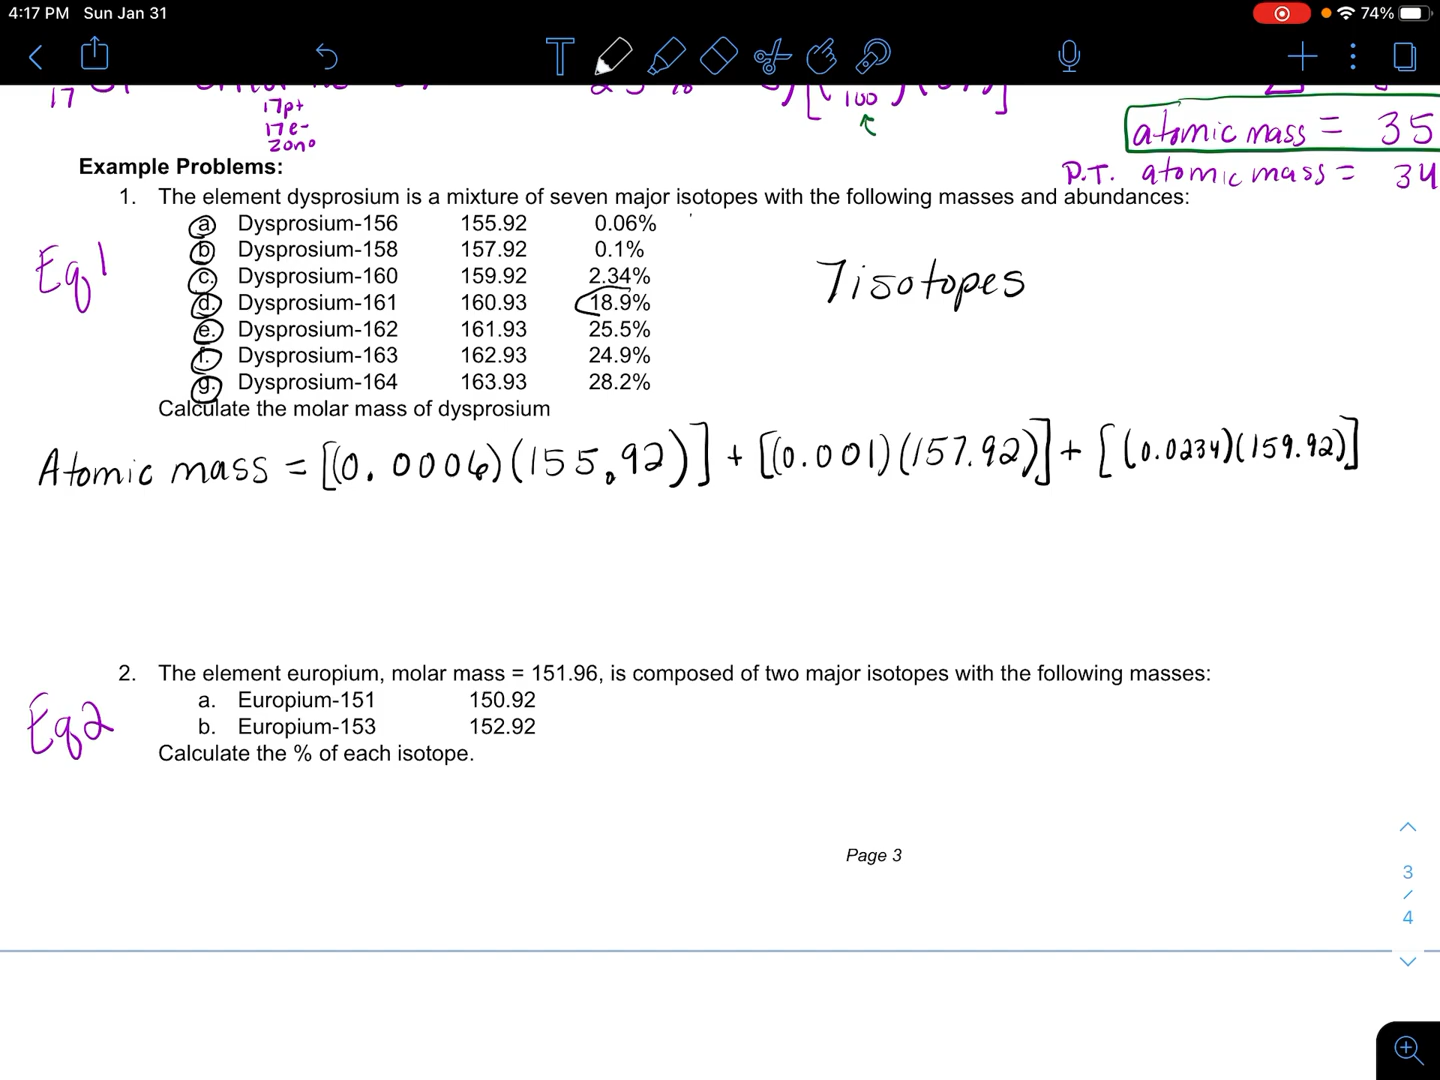 4:17 PM Sun Jan 31
74%
17
17p+
17e-
20n°
100
atomic mass = 35
P.T. atomic mass = 34
Example Problems:
1. The element dysprosium is a mixture of seven major isotopes with the following masses and abundances:
Eq1
a. Dysprosium-156 155.92 0.06%
b. Dysprosium-158 157.92 0.1%
c. Dysprosium-160 159.92 2.34%
d. Dysprosium-161 160.93 18.9%
e. Dysprosium-162 161.93 25.5%
f. Dysprosium-163 162.93 24.9%
g. Dysprosium-164 163.93 28.2%
7 isotopes
Calculate the molar mass of dysprosium
Atomic mass = [(0.0006)(155.92)] + [(0.001)(157.92)] + [(0.0234)(159.92)]
2. The element europium, molar mass = 151.96, is composed of two major isotopes with the following masses:
Eq2
a. Europium-151 150.92
b. Europium-153 152.92
Calculate the % of each isotope.
Page 3
3
/
4